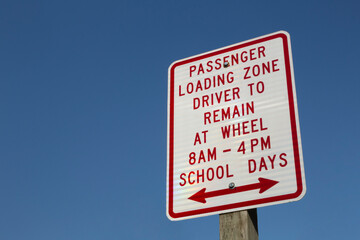 PASSENGER
LOADING ZONE
DRIVER TO
REMAIN
AT WHEEL
8AM - 4PM
SCHOOL DAYS